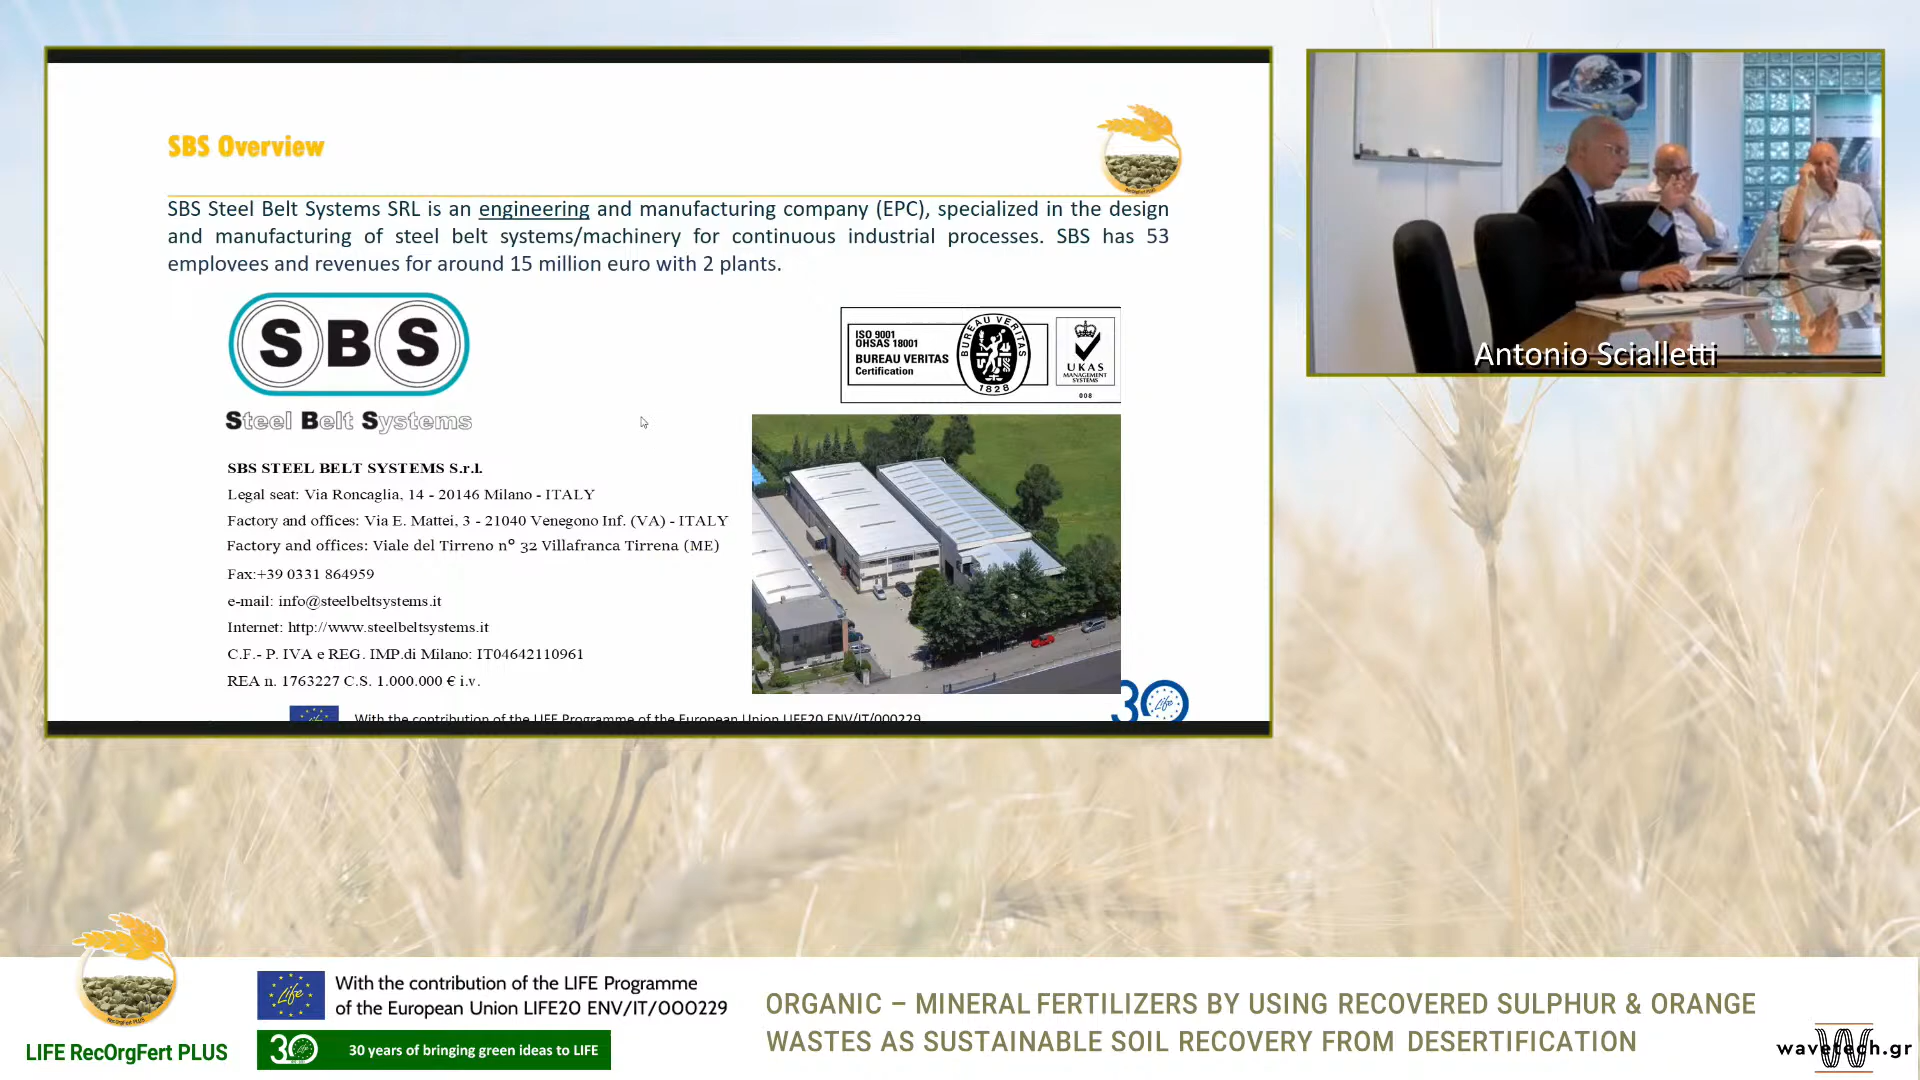 SBS Overview
SBS Steel Belt Systems SRL is an engineering and manufacturing company (EPC), specialized in the design
and manufacturing of steel belt systems/machinery for continuous industrial processes. SBS has 53
employees and revenues for around 15 million euro with 2 plants.
SBS
Steel Belt Systems
ISO 9001
OHSAS 18001
BUREAU VERITAS
Certification
BUREAU VERITAS
1828
UKAS
MANAGEMENT
SYSTEMS
008
SBS STEEL BELT SYSTEMS S.r.l.
Legal seat: Via Roncaglia, 14 - 20146 Milano - ITALY
Factory and offices: Via E. Mattei, 3 - 21040 Venegono Inf. (VA) - ITALY
Factory and offices: Viale del Tirreno n° 32 Villafranca Tirrena (ME)
Fax:+39 0331 864959
e-mail: info@steelbeltsystems.it
Internet: http://www.steelbeltsystems.it
C.F.- P. IVA e REG. IMP.di Milano: IT04642110961
REA n. 1763227 C.S. 1.000.000 € i.v.
With the contribution of the LIFE Programme of the European Union LIFE20 ENV/IT/000229
30 Life
Antonio Scialletti
LIFE RecOrgFert PLUS
Life
With the contribution of the LIFE Programme
of the European Union LIFE20 ENV/IT/000229
30
30 years of bringing green ideas to LIFE
ORGANIC – MINERAL FERTILIZERS BY USING RECOVERED SULPHUR & ORANGE
WASTES AS SUSTAINABLE SOIL RECOVERY FROM DESERTIFICATION
wavetech.gr